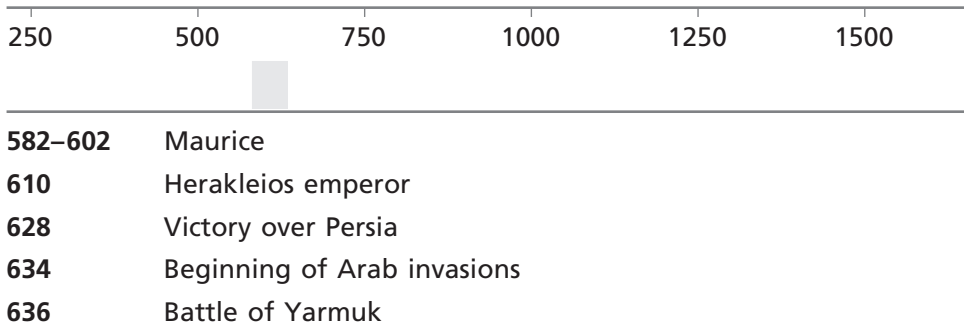 250 500 750 1000 1250 1500
582–602 Maurice
610 Herakleios emperor
628 Victory over Persia
634 Beginning of Arab invasions
636 Battle of Yarmuk